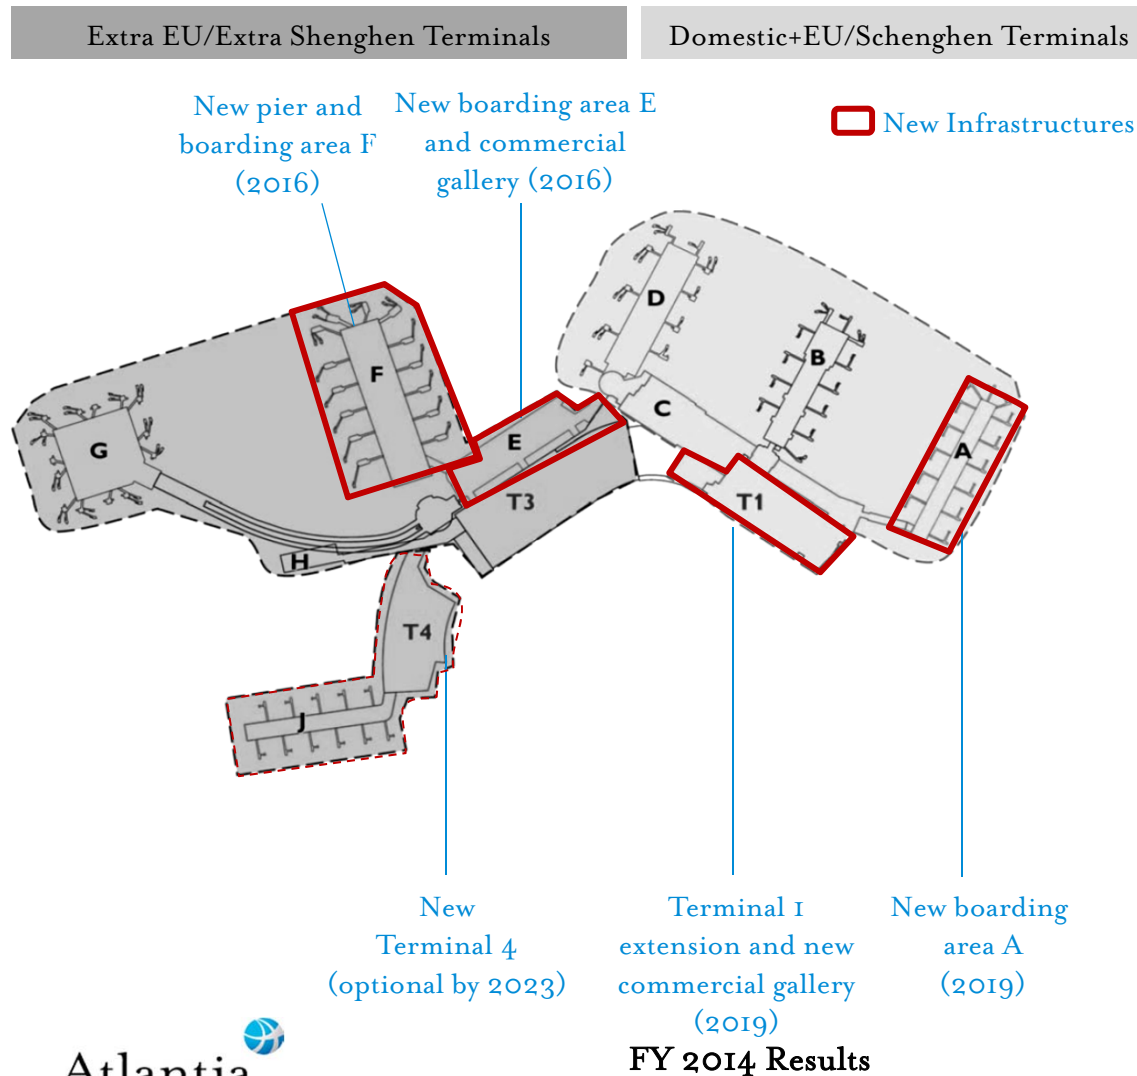 Extra EU/Extra Shenghen Terminals
Domestic+EU/Schenghen Terminals
New pier and
boarding area F
(2016)
New boarding area E
and commercial
gallery (2016)
New Infrastructures
D
B
F
C
A
G
E
T3
T1
H
T4
J
New
Terminal 4
(optional by 2023)
Terminal 1
extension and new
commercial gallery
(2019)
New boarding
area A
(2019)
FY 2014 Results
Atlantia